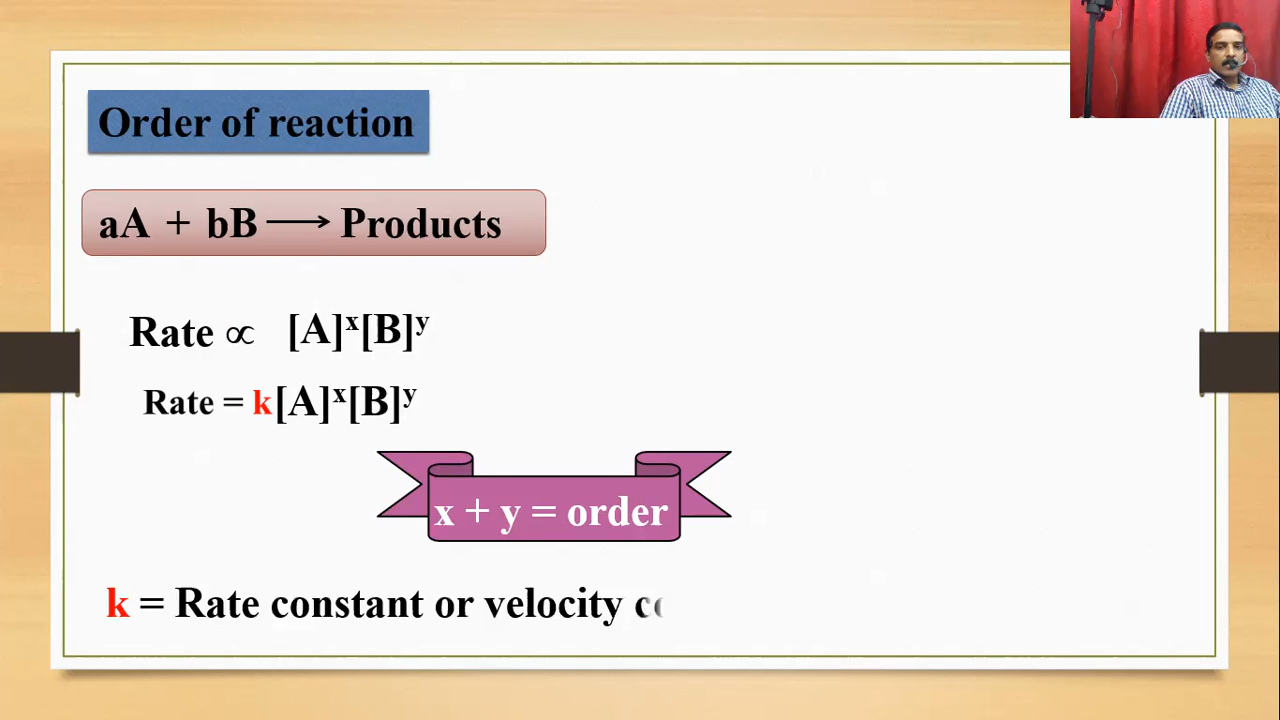 Order of reaction
aA + bB ⟶ Products
Rate ∝ [A]ˣ[B]ʸ
Rate = k[A]ˣ[B]ʸ
x + y = order
k = Rate constant or velocity